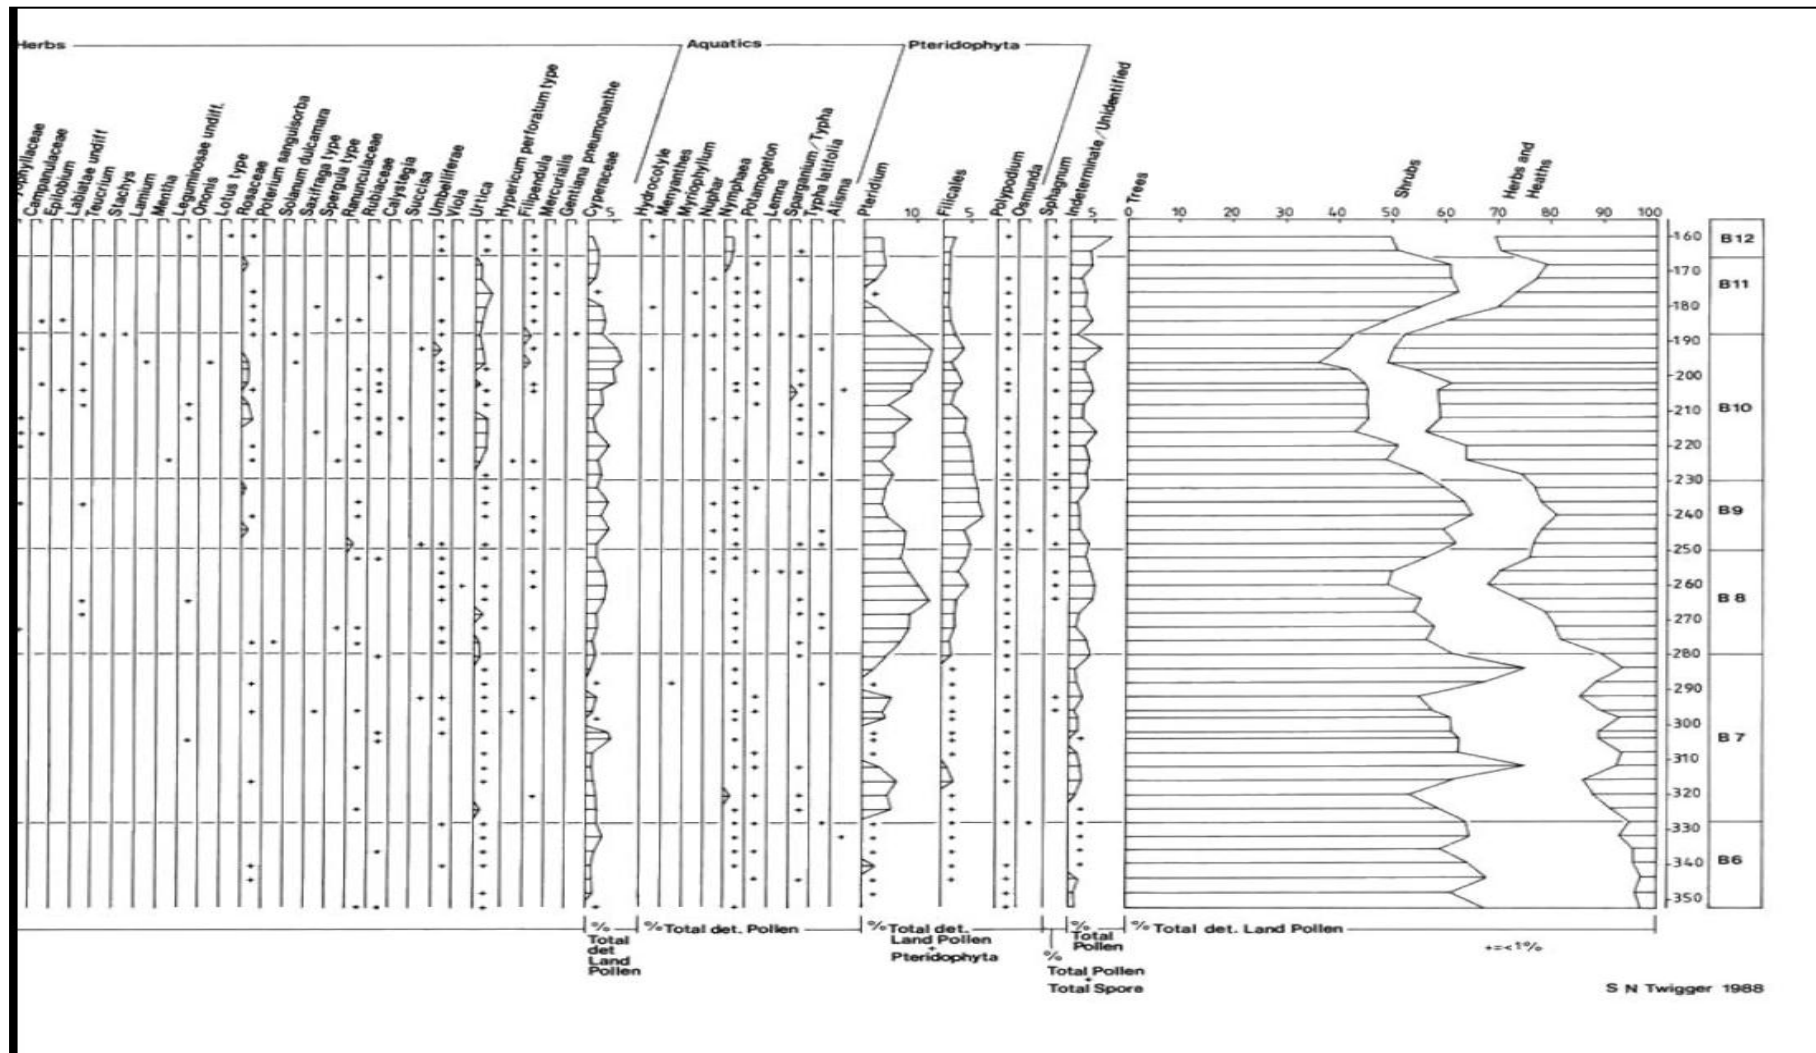 Herbs Aquatics Pteridophyta
yophyllaceae
Campanulaceae
Epilobium
Labiatae undiff
Teucrium
Stachys
Lamium
Mentha
Leguminosae undiff.
Ononis
Lotus type
Rosaceae
Poterium sanguisorba
Solanum dulcamara
Saxifraga type
Spergula type
Ranunculaceae
Rubiaceae
Calystegia
Succisa
Umbelliferae
Viola
Urtica
Hypericum perforatum type
Filipendula
Mercurialis
Gentiana pneumonanthe
Cyperaceae
Hydrocotyle
Menyanthes
Myriophyllum
Nuphar
Nymphaea
Potamogeton
Lemna
Sparganium/Typha
Typha latifolia
Alisma
Pteridium
Filicales
Polypodium
Osmunda
Sphagnum
Indeterminate/Unidentified
Trees
Shrubs
Herbs and
Heaths
5 10 5 5 0 10 20 30 40 50 60 70 80 90 100
160 B12
170
B11
180
190
200
210 B10
220
230
240 B9
250
260 B8
270
280
290
300 B7
310
320
330
340 B6
350
% Total det Land Pollen
% Total det. Pollen
% Total det. Land Pollen + Pteridophyta
% Total Pollen + Total Spore
% Total Pollen
% Total det. Land Pollen
+=<1%
S N Twigger 1988